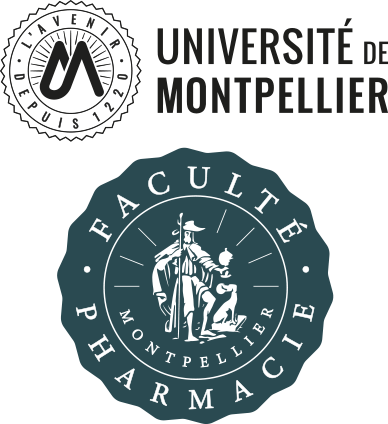 · L'AVENIR ·
DEPUIS 1220
UNIVERSITÉ DE
MONTPELLIER
· FACULTÉ ·
MONTPELLIER
PHARMACIE